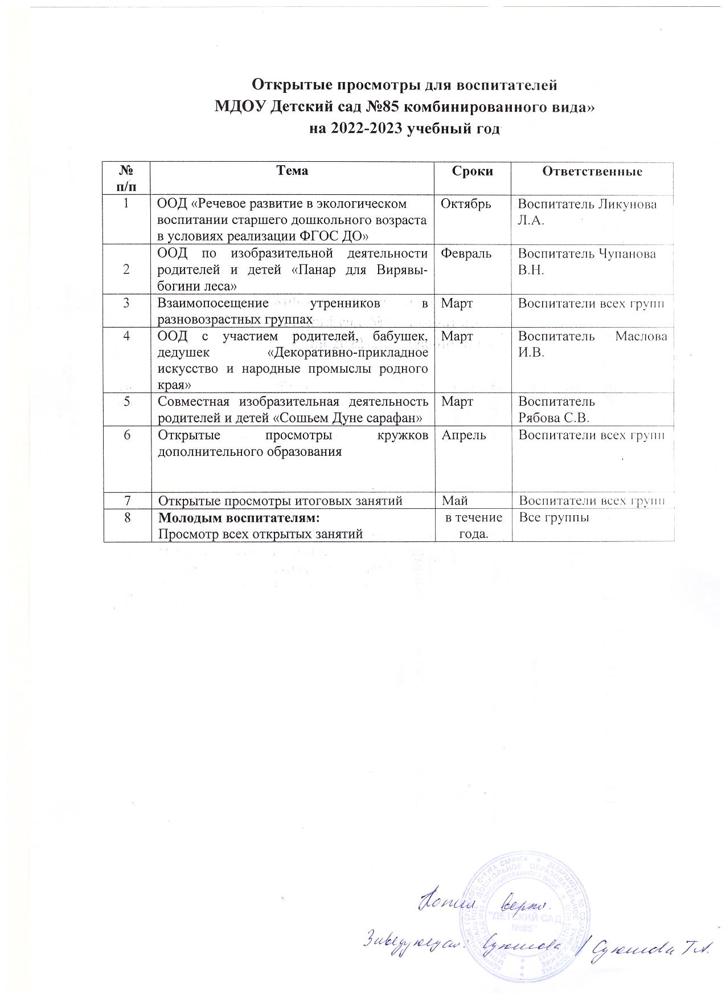 Открытые просмотры для воспитателей
МДОУ Детский сад №85 комбинированного вида»
на 2022-2023 учебный год
№ п/п Тема Сроки Ответственные
1 ООД «Речевое развитие в экологическом Октябрь Воспитатель Ликунова
воспитании старшего дошкольного возраста Л.А.
в условиях реализации ФГОС ДО»
ООД по изобразительной деятельности Февраль Воспитатель Чупанова
2 родителей и детей «Панар для Вирявы- В.Н.
богини леса»
3 Взаимопосещение утренников в Март Воспитатели всех групп
разновозрастных группах
4 ООД с участием родителей, бабушек, Март Воспитатель Маслова
дедушек «Декоративно-прикладное И.В.
искусство и народные промыслы родного
края»
5 Совместная изобразительная деятельность Март Воспитатель
родителей и детей «Сошьем Дуне сарафан» Рябова С.В.
6 Открытые просмотры кружков Апрель Воспитатели всех групп
дополнительного образования
7 Открытые просмотры итоговых занятий Май Воспитатели всех групп
8 Молодым воспитателям: в течение Все группы
Просмотр всех открытых занятий года.
Копия верна.
"ДЕТСКИЙ САД
№85"
Заведующая: Сукшова / Сукшова Т.А.